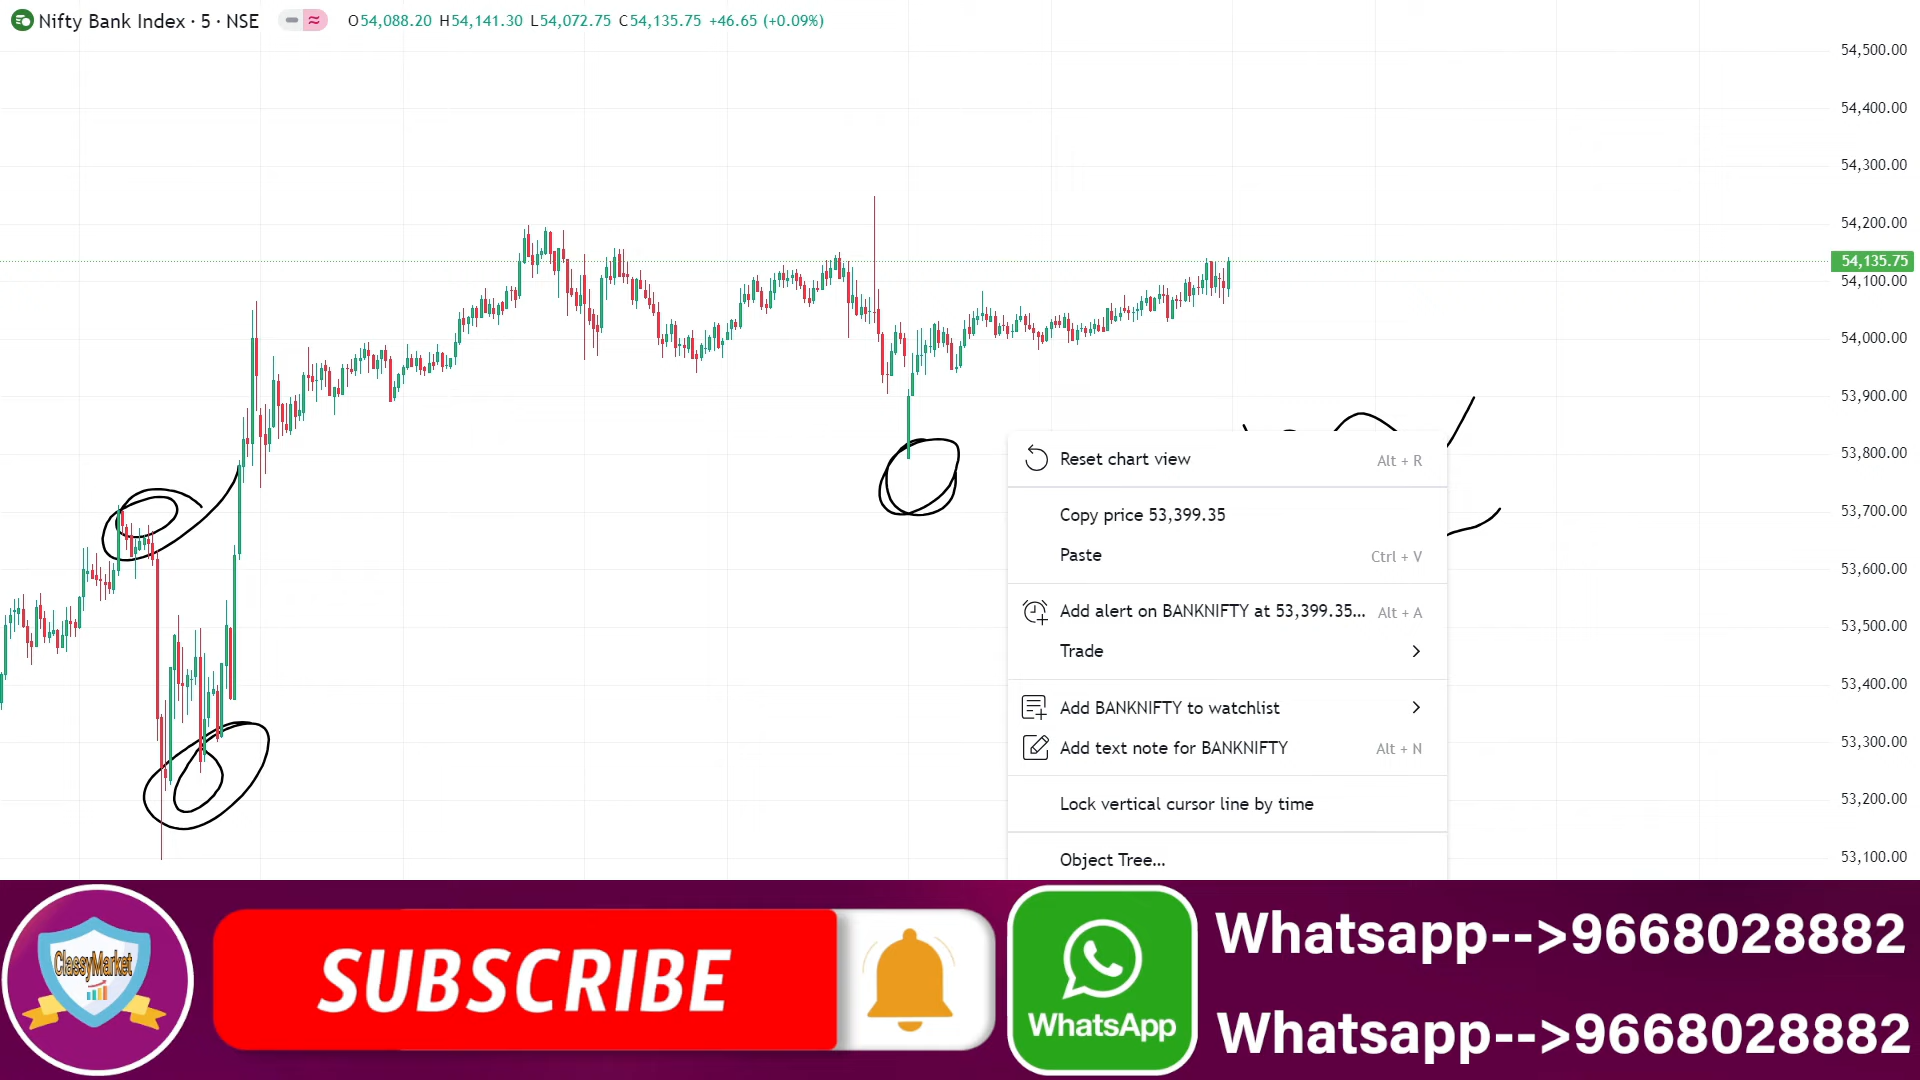 Nifty Bank Index · 5 · NSE
O54,088.20 H54,141.30 L54,072.75 C54,135.75 +46.65 (+0.09%)
54,500.00
54,400.00
54,300.00
54,200.00
54,135.75
54,100.00
54,000.00
53,900.00
53,800.00
53,700.00
53,600.00
53,500.00
53,400.00
53,300.00
53,200.00
53,100.00
Reset chart view Alt + R
Copy price 53,399.35
Paste Ctrl + V
Add alert on BANKNIFTY at 53,399.35... Alt + A
Trade
Add BANKNIFTY to watchlist
Add text note for BANKNIFTY Alt + N
Lock vertical cursor line by time
Object Tree...
ClassyMarket
SUBSCRIBE
WhatsApp
Whatsapp-->9668028882
Whatsapp-->9668028882